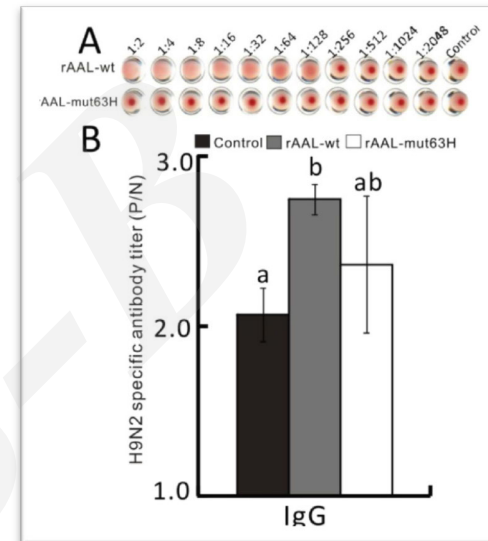 A
1:2 1:4 1:8 1:16 1:32 1:64 1:128 1:256 1:512 1:1024 1:2048 Control
rAAL-wt
AAL-mut63H
B
Control rAAL-wt rAAL-mut63H
H9N2 specific antibody titer (P/N)
3.0
2.0
1.0
a
b
ab
IgG